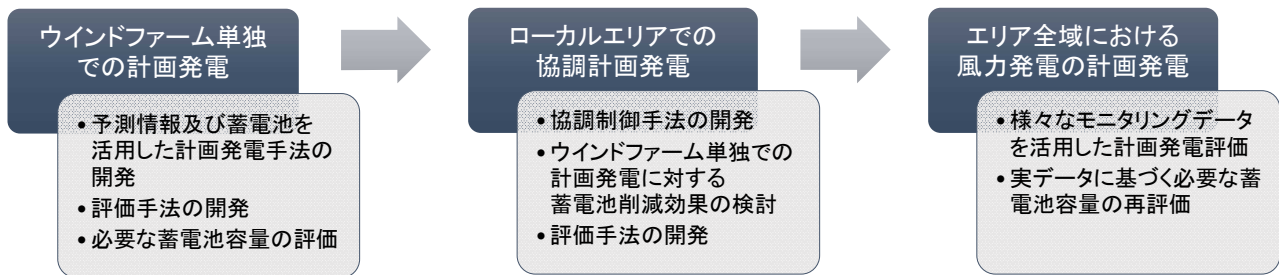 ウインドファーム単独
での計画発電
•予測情報及び蓄電池を
活用した計画発電手法の
開発
•評価手法の開発
•必要な蓄電池容量の評価
ローカルエリアでの
協調計画発電
•協調制御手法の開発
•ウインドファーム単独での
計画発電に対する
蓄電池削減効果の検討
•評価手法の開発
エリア全域における
風力発電の計画発電
•様々なモニタリングデータ
を活用した計画発電評価
•実データに基づく必要な蓄
電池容量の再評価